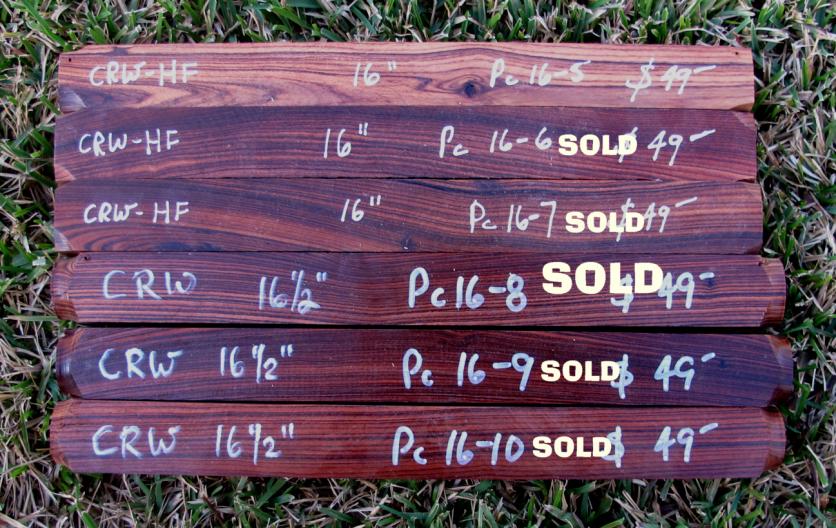 CRW-HF 16" Pc 16-5 $49-
CRW-HF 16" Pc 16-6 SOLD $49-
CRW-HF 16" Pc 16-7 SOLD $49-
CRW 16½" Pc 16-8 SOLD $49-
CRW 16½" Pc 16-9 SOLD $49-
CRW 16½" Pc 16-10 SOLD $49-